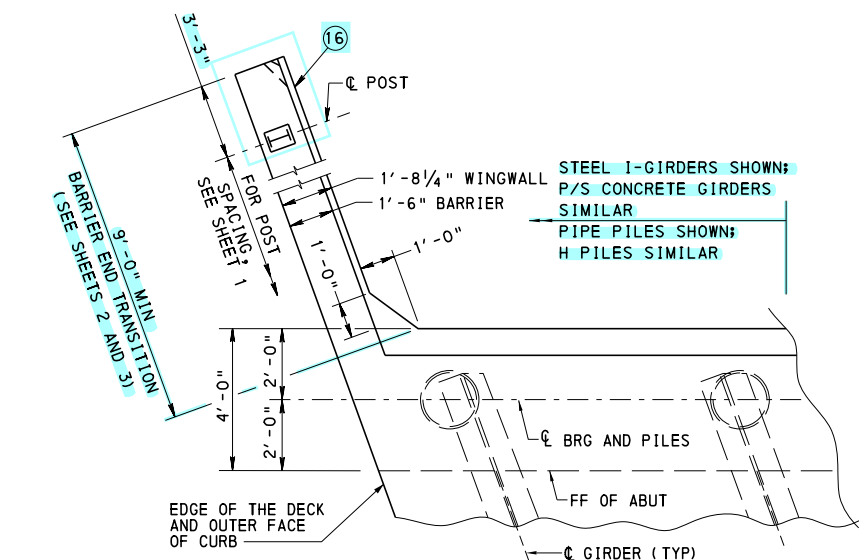 3'-3"
16
℄ POST
1'-8 1/4" WINGWALL
1'-6" BARRIER
STEEL I-GIRDERS SHOWN;
P/S CONCRETE GIRDERS
SIMILAR
PIPE PILES SHOWN;
H PILES SIMILAR
FOR POST
SPACING,
SEE SHEET 1
9'-0" MIN
BARRIER END TRANSITION
(SEE SHEETS 2 AND 3)
1'-0"
1'-0"
4'-0"
2'-0"
2'-0"
℄ BRG AND PILES
FF OF ABUT
EDGE OF THE DECK
AND OUTER FACE
OF CURB
℄ GIRDER (TYP)